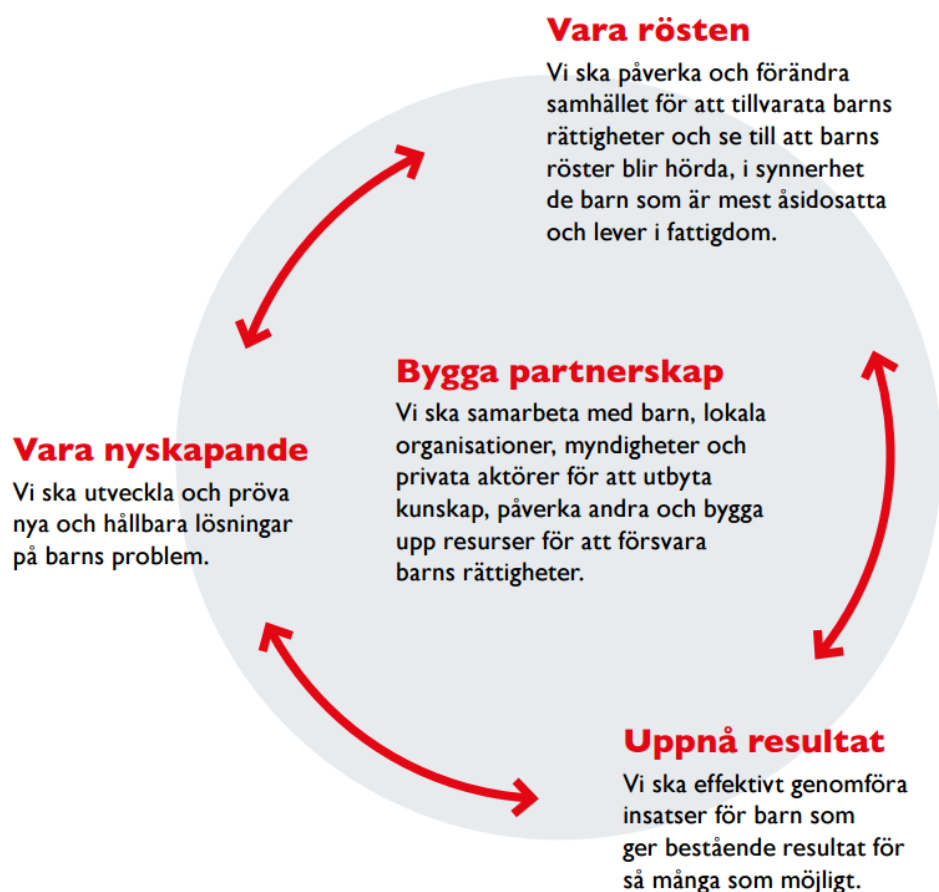 Vara rösten
Vi ska påverka och förändra
samhället för att tillvarata barns
rättigheter och se till att barns
röster blir hörda, i synnerhet
de barn som är mest åsidosatta
och lever i fattigdom.
Bygga partnerskap
Vi ska samarbeta med barn, lokala
organisationer, myndigheter och
privata aktörer för att utbyta
kunskap, påverka andra och bygga
upp resurser för att försvara
barns rättigheter.
Vara nyskapande
Vi ska utveckla och pröva
nya och hållbara lösningar
på barns problem.
Uppnå resultat
Vi ska effektivt genomföra
insatser för barn som
ger bestående resultat för
så många som möjligt.